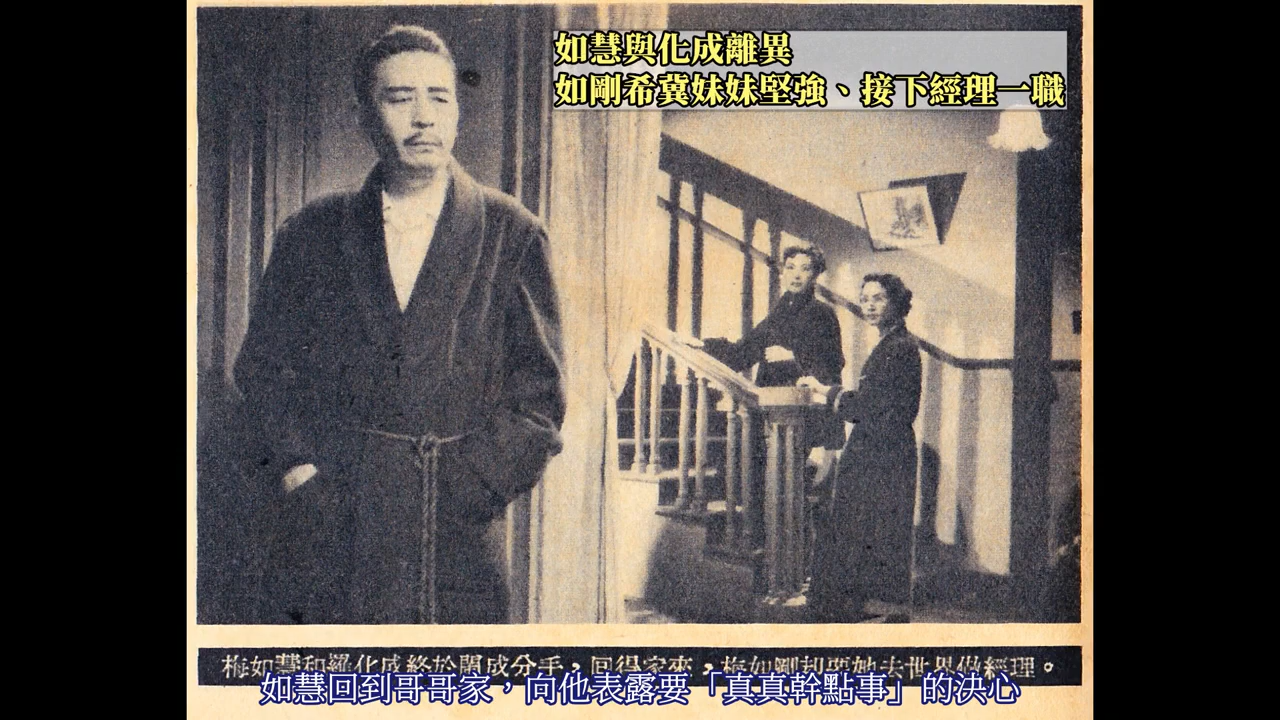 如慧與化成離異
如剛希冀妹妹堅強、接下經理一職
梅如慧和羅化成終於鬧成分手，回得家來，梅如剛却要她去世界做經理。
如慧回到哥哥家，向他表露要「真真幹點事」的決心